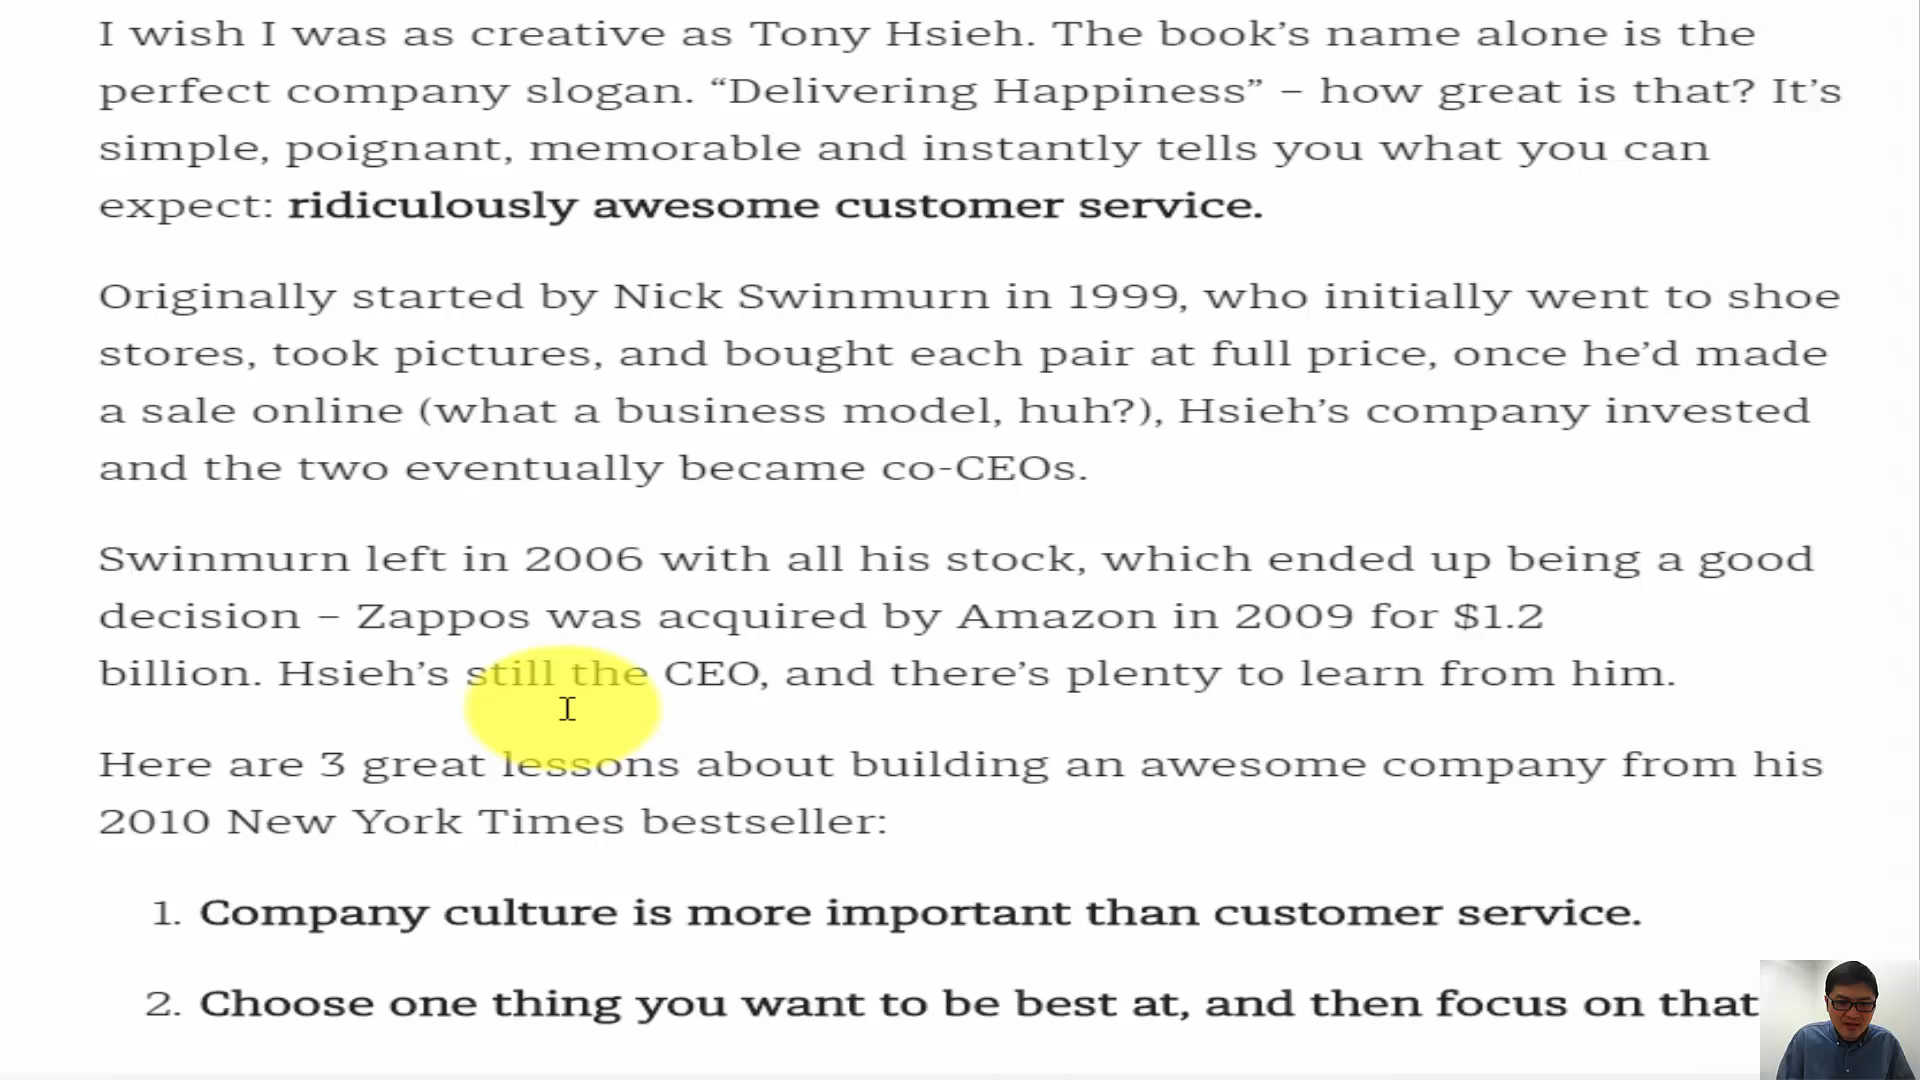 I wish I was as creative as Tony Hsieh. The book’s name alone is the
perfect company slogan. “Delivering Happiness” – how great is that? It’s
simple, poignant, memorable and instantly tells you what you can
expect: ridiculously awesome customer service.
Originally started by Nick Swinmurn in 1999, who initially went to shoe
stores, took pictures, and bought each pair at full price, once he’d made
a sale online (what a business model, huh?), Hsieh’s company invested
and the two eventually became co-CEOs.
Swinmurn left in 2006 with all his stock, which ended up being a good
decision – Zappos was acquired by Amazon in 2009 for $1.2
billion. Hsieh’s still the CEO, and there’s plenty to learn from him.
Here are 3 great lessons about building an awesome company from his
2010 New York Times bestseller:
1. Company culture is more important than customer service.
2. Choose one thing you want to be best at, and then focus on that